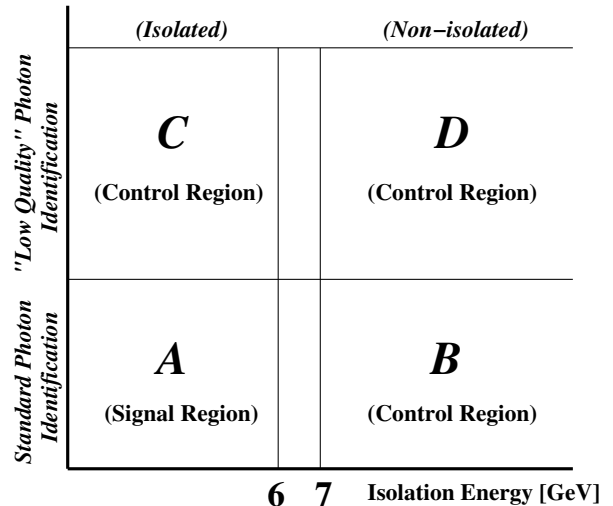 (Isolated)
(Non−isolated)
"Low Quality" Photon
Identification
C
(Control Region)
D
(Control Region)
Standard Photon
Identification
A
(Signal Region)
B
(Control Region)
6
7
Isolation Energy [GeV]